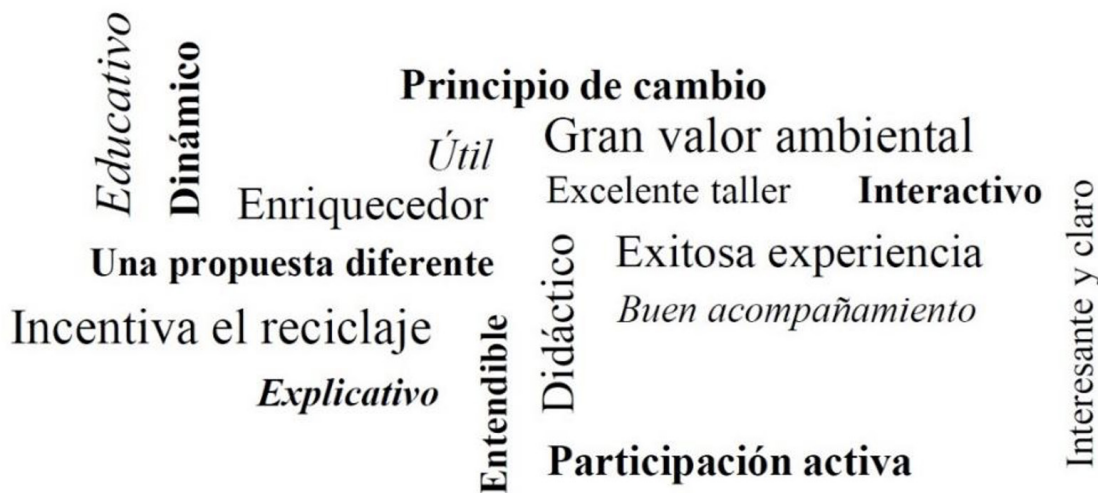 Educativo
Dinámico
Principio de cambio
Útil
Gran valor ambiental
Enriquecedor
Excelente taller
Interactivo
Una propuesta diferente
Exitosa experiencia
Interesante y claro
Incentiva el reciclaje
Didáctico
Buen acompañamiento
Explicativo
Entendible
Participación activa